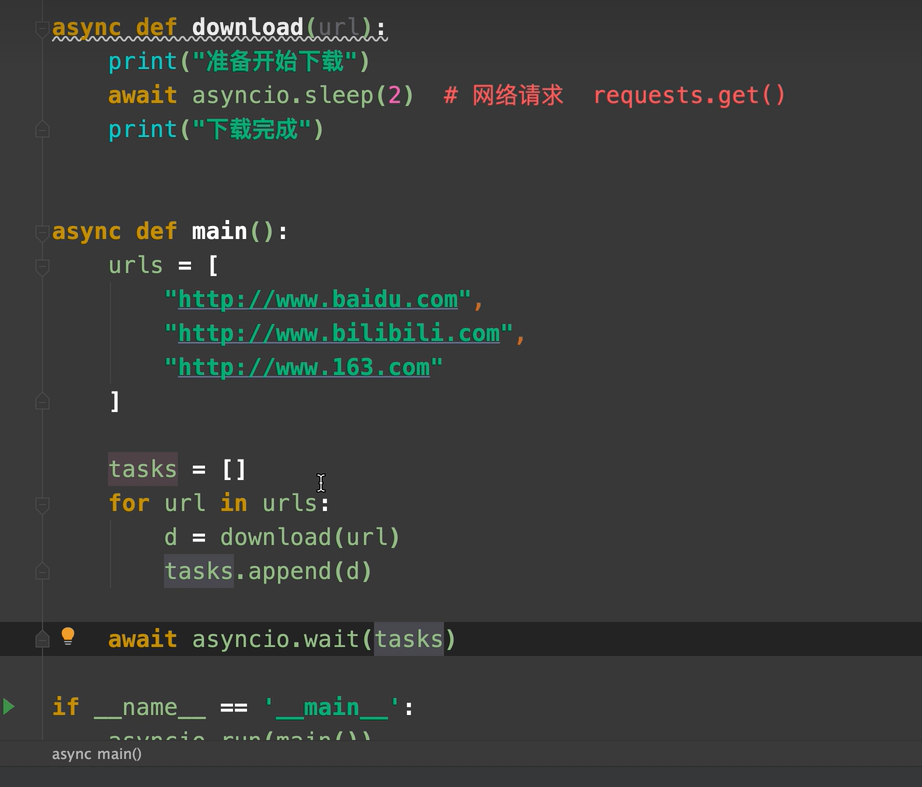 async def download(url):
print("准备开始下载")
await asyncio.sleep(2)  # 网络请求  requests.get()
print("下载完成")
async def main():
urls = [
"http://www.baidu.com",
"http://www.bilibili.com",
"http://www.163.com"
]
tasks = []
for url in urls:
d = download(url)
tasks.append(d)
await asyncio.wait(tasks)
if __name__ == '__main__':
asyncio.run(main())
async main()